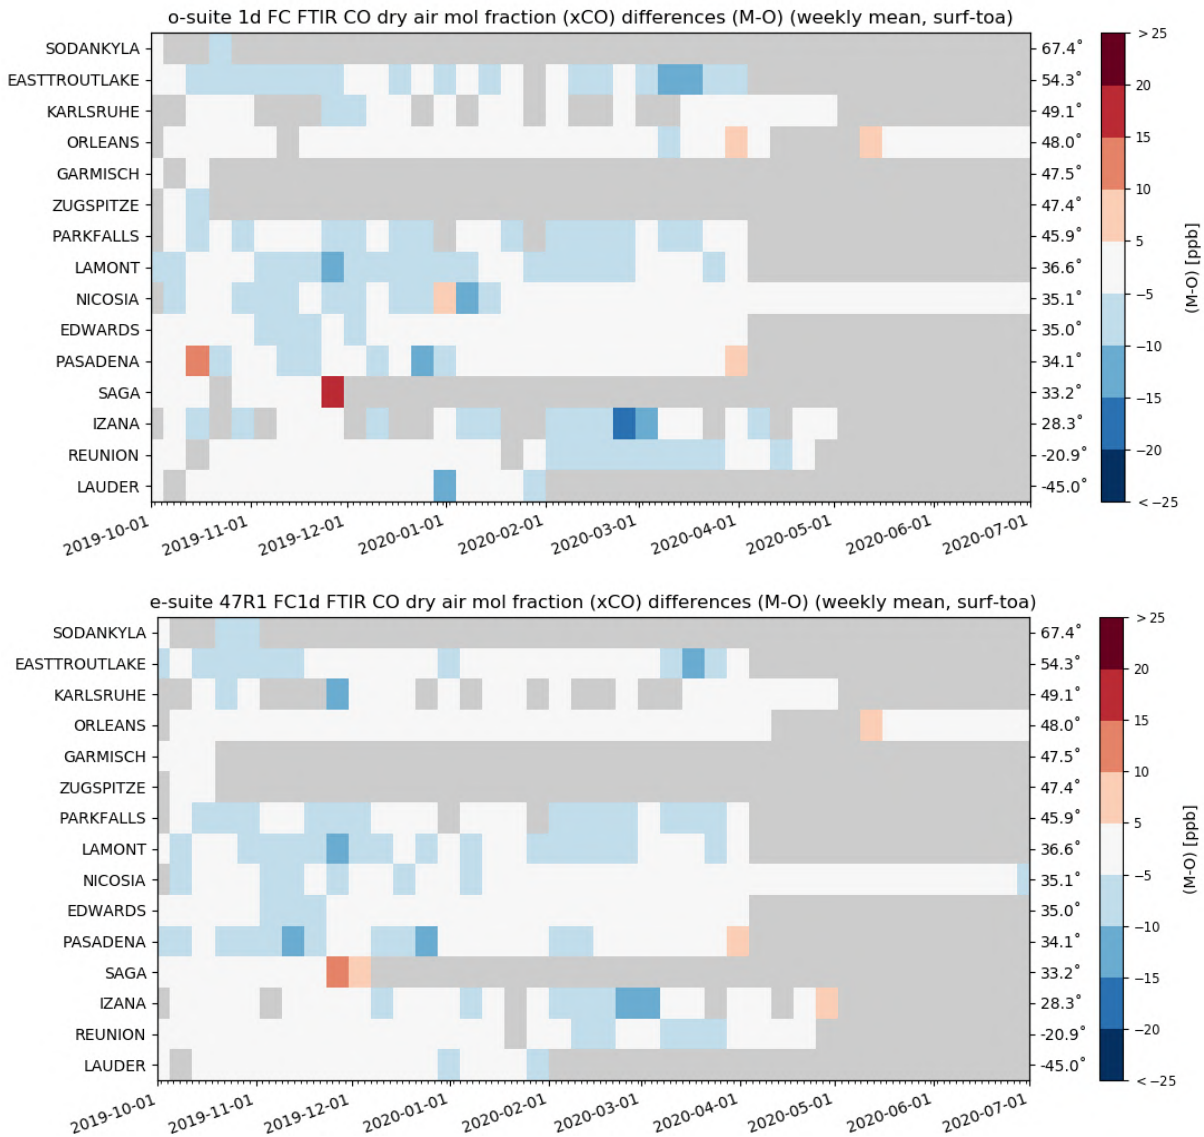 o-suite 1d FC FTIR CO dry air mol fraction (xCO) differences (M-O) (weekly mean, surf-toa)
SODANKYLA 67.4˚
EASTTROUTLAKE 54.3˚
KARLSRUHE 49.1˚
ORLEANS 48.0˚
GARMISCH 47.5˚
ZUGSPITZE 47.4˚
PARKFALLS 45.9˚
LAMONT 36.6˚
NICOSIA 35.1˚
EDWARDS 35.0˚
PASADENA 34.1˚
SAGA 33.2˚
IZANA 28.3˚
REUNION -20.9˚
LAUDER -45.0˚
2019-10-01 2019-11-01 2019-12-01 2020-01-01 2020-02-01 2020-03-01 2020-04-01 2020-05-01 2020-06-01 2020-07-01
> 25
20
15
10
5
−5
−10
−15
−20
< −25
(M-O) [ppb]
e-suite 47R1 FC1d FTIR CO dry air mol fraction (xCO) differences (M-O) (weekly mean, surf-toa)
SODANKYLA 67.4˚
EASTTROUTLAKE 54.3˚
KARLSRUHE 49.1˚
ORLEANS 48.0˚
GARMISCH 47.5˚
ZUGSPITZE 47.4˚
PARKFALLS 45.9˚
LAMONT 36.6˚
NICOSIA 35.1˚
EDWARDS 35.0˚
PASADENA 34.1˚
SAGA 33.2˚
IZANA 28.3˚
REUNION -20.9˚
LAUDER -45.0˚
2019-10-01 2019-11-01 2019-12-01 2020-01-01 2020-02-01 2020-03-01 2020-04-01 2020-05-01 2020-06-01 2020-07-01
> 25
20
15
10
5
−5
−10
−15
−20
< −25
(M-O) [ppb]